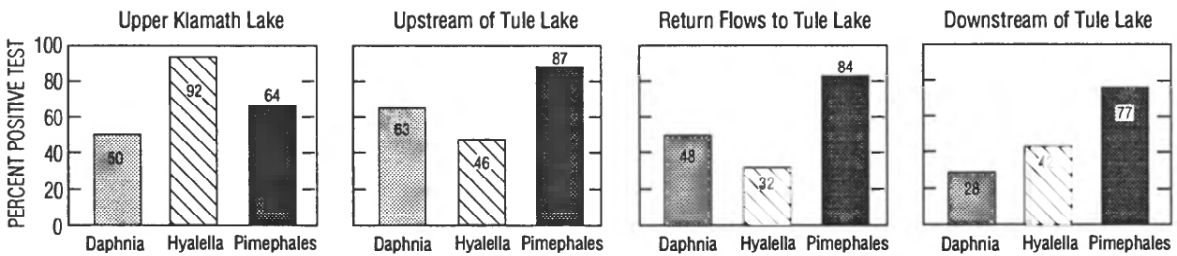 Upper Klamath Lake
Upstream of Tule Lake
Return Flows to Tule Lake
Downstream of Tule Lake
PERCENT POSITIVE TEST
100
80
60
40
20
0
50
92
64
Daphnia Hyalella Pimephales
63
46
87
Daphnia Hyalella Pimephales
48
32
84
Daphnia Hyalella Pimephales
28
77
Daphnia Hyalella Pimephales